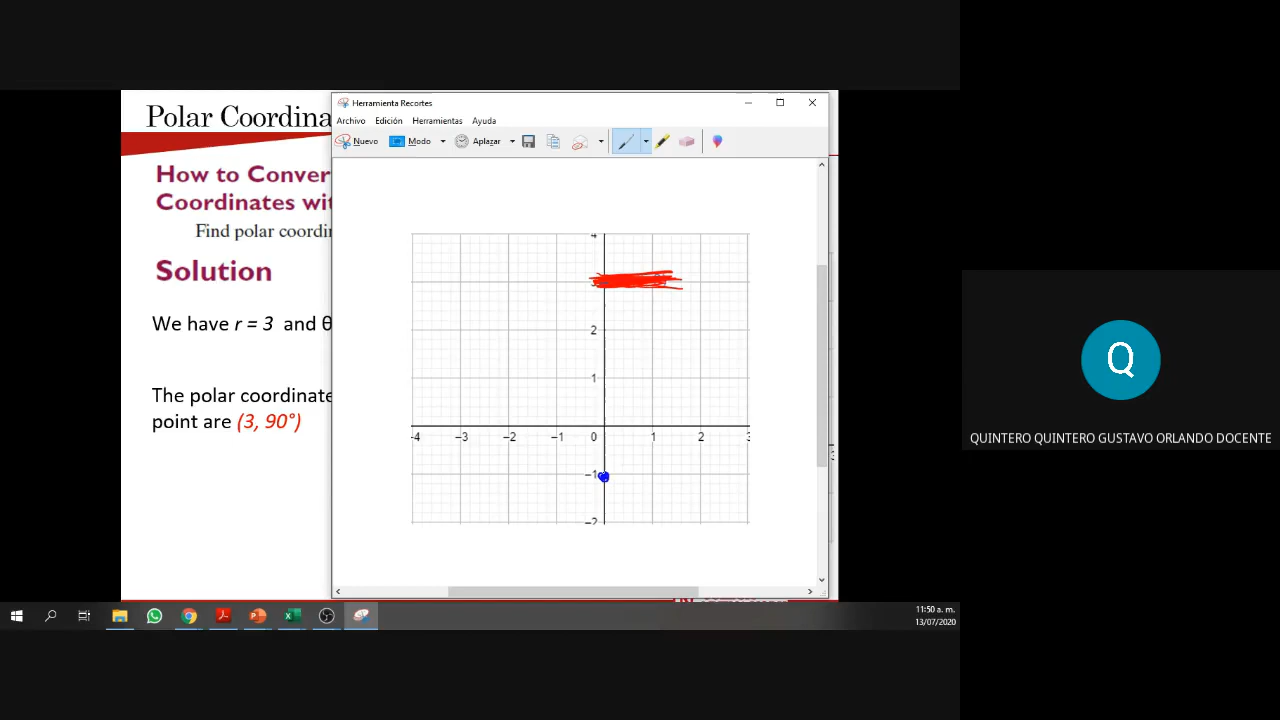 Polar Coordina
How to Conver
Coordinates wit
Find polar coordin
Solution
We have r = 3 and θ
The polar coordinate
point are (3, 90°)
Herramienta Recortes
Archivo Edición Herramientas Ayuda
Nuevo Modo Aplazar
4
2
1
-4 -3 -2 -1 0 1 2 3
-1
-2
Q
QUINTERO QUINTERO GUSTAVO ORLANDO DOCENTE
11:50 a. m.
13/07/2020